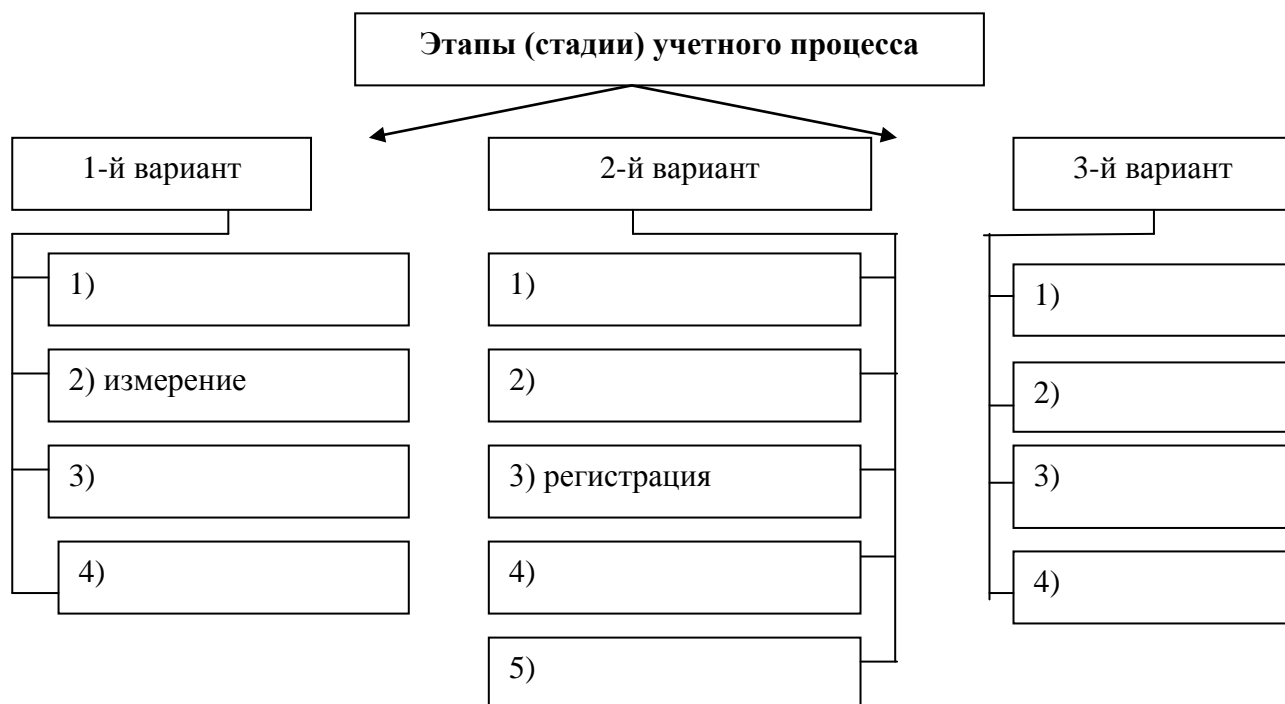 Этапы (стадии) учетного процесса
1-й вариант
2-й вариант
3-й вариант
1)
2) измерение
3)
4)
1)
2)
3) регистрация
4)
5)
1)
2)
3)
4)